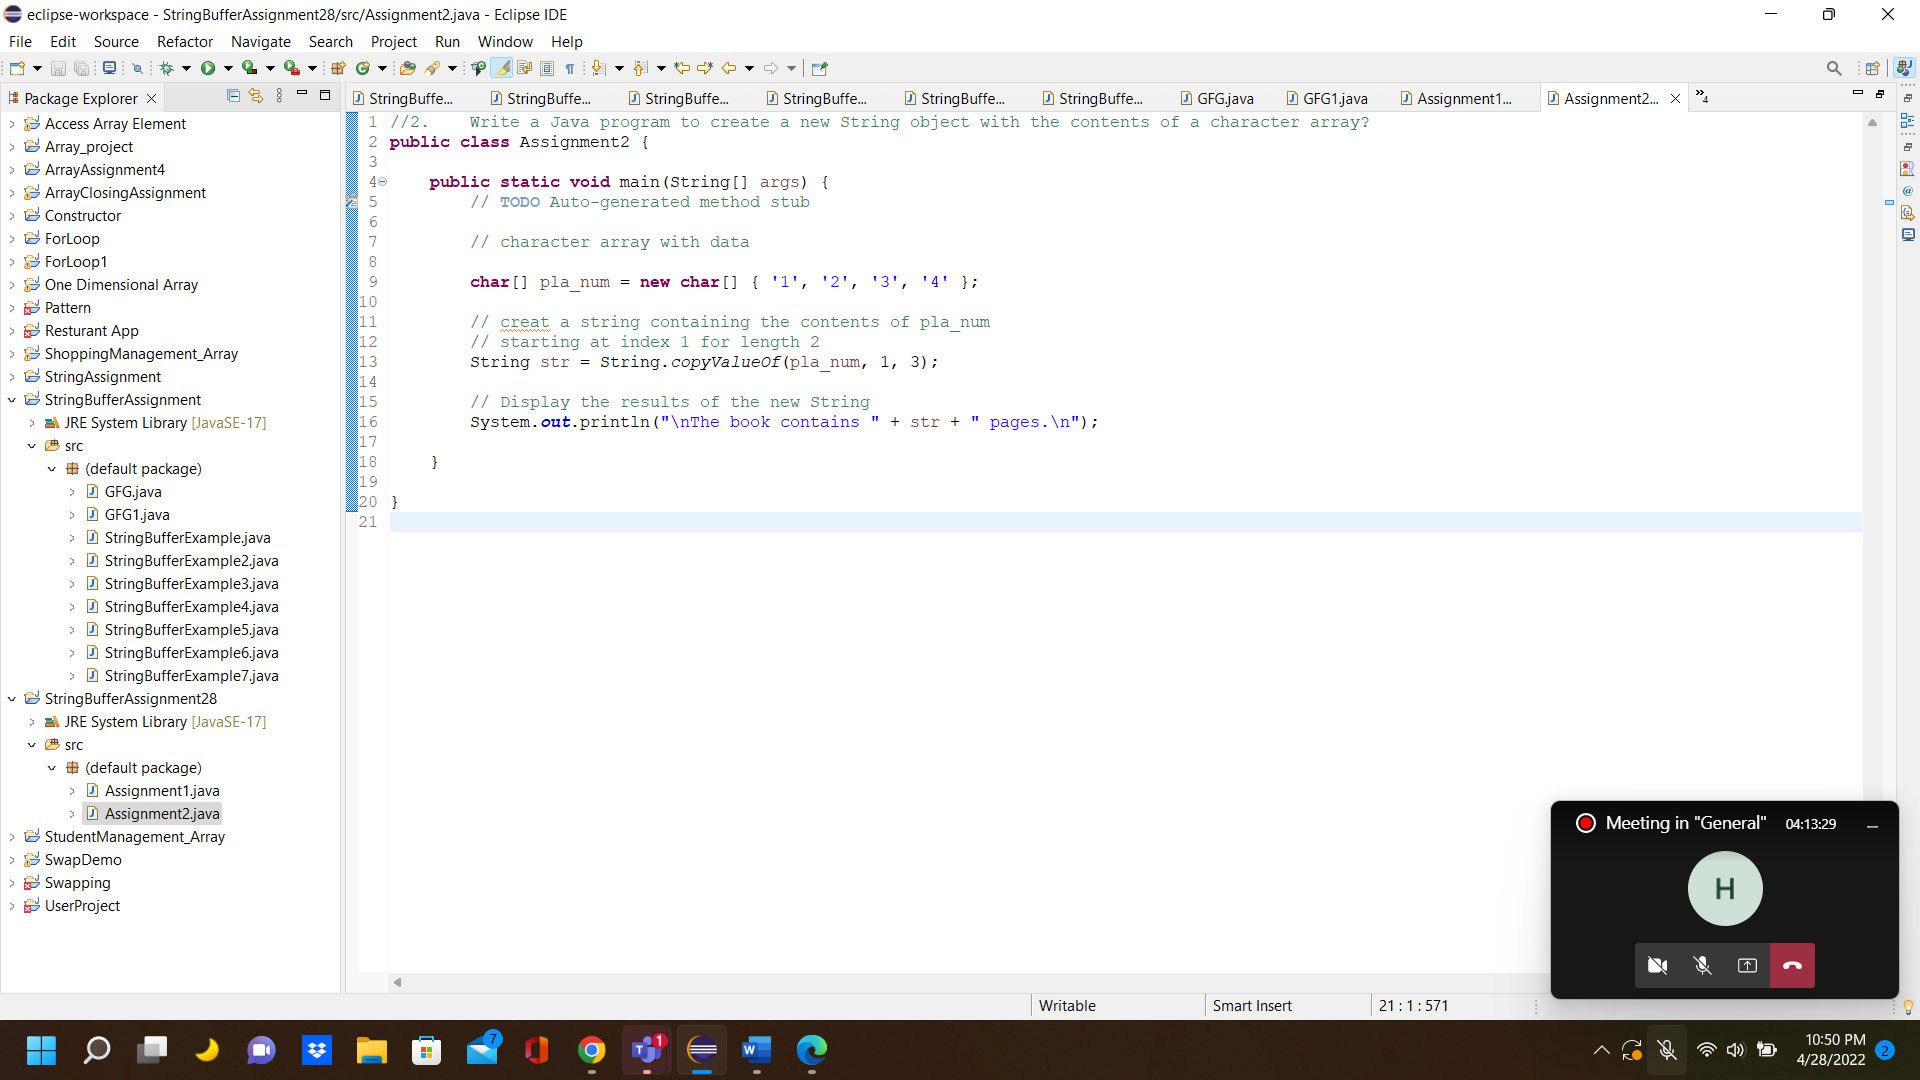 eclipse-workspace - StringBufferAssignment28/src/Assignment2.java - Eclipse IDE
File Edit Source Refactor Navigate Search Project Run Window Help
Package Explorer
StringBuffe... StringBuffe... StringBuffe... StringBuffe... StringBuffe... StringBuffe... GFG.java GFG1.java Assignment1... Assignment2... »4
Access Array Element
Array_project
ArrayAssignment4
ArrayClosingAssignment
Constructor
ForLoop
ForLoop1
One Dimensional Array
Pattern
Resturant App
ShoppingManagement_Array
StringAssignment
StringBufferAssignment
JRE System Library [JavaSE-17]
src
(default package)
GFG.java
GFG1.java
StringBufferExample.java
StringBufferExample2.java
StringBufferExample3.java
StringBufferExample4.java
StringBufferExample5.java
StringBufferExample6.java
StringBufferExample7.java
StringBufferAssignment28
JRE System Library [JavaSE-17]
src
(default package)
Assignment1.java
Assignment2.java
StudentManagement_Array
SwapDemo
Swapping
UserProject
1 //2.    Write a Java program to create a new String object with the contents of a character array?
2 public class Assignment2 {
3
4     public static void main(String[] args) {
5         // TODO Auto-generated method stub
6
7         // character array with data
8
9         char[] pla_num = new char[] { '1', '2', '3', '4' };
10
11         // creat a string containing the contents of pla_num
12         // starting at index 1 for length 2
13         String str = String.copyValueOf(pla_num, 1, 3);
14
15         // Display the results of the new String
16         System.out.println("\nThe book contains " + str + " pages.\n");
17
18     }
19
20 }
21
Meeting in "General" 04:13:29
H
Writable Smart Insert 21 : 1 : 571
7
1
10:50 PM
4/28/2022
2